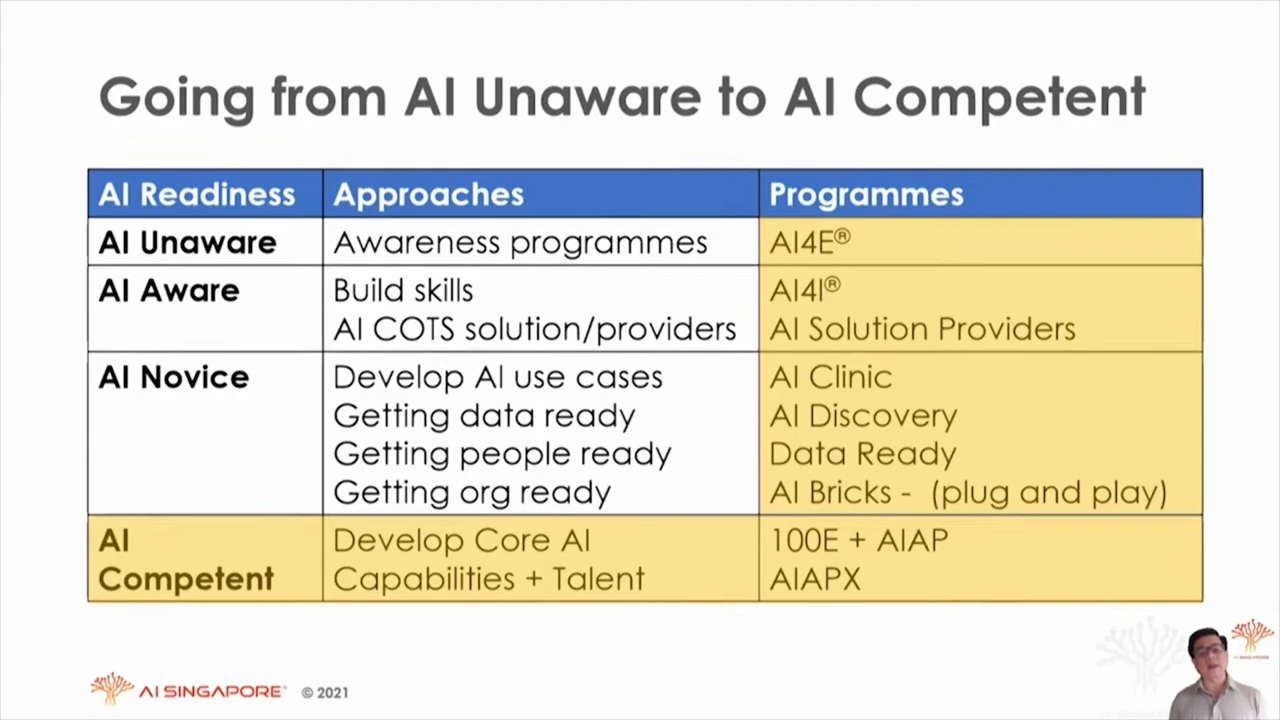 Going from AI Unaware to AI Competent
AI Readiness
Approaches
Programmes
AI Unaware
Awareness programmes
AI4E®
AI Aware
Build skills
AI COTS solution/providers
AI4I®
AI Solution Providers
AI Novice
Develop AI use cases
Getting data ready
Getting people ready
Getting org ready
AI Clinic
AI Discovery
Data Ready
AI Bricks - (plug and play)
AI
Competent
Develop Core AI
Capabilities + Talent
100E + AIAP
AIAPX
AI SINGAPORE © 2021
AI SINGAPORE